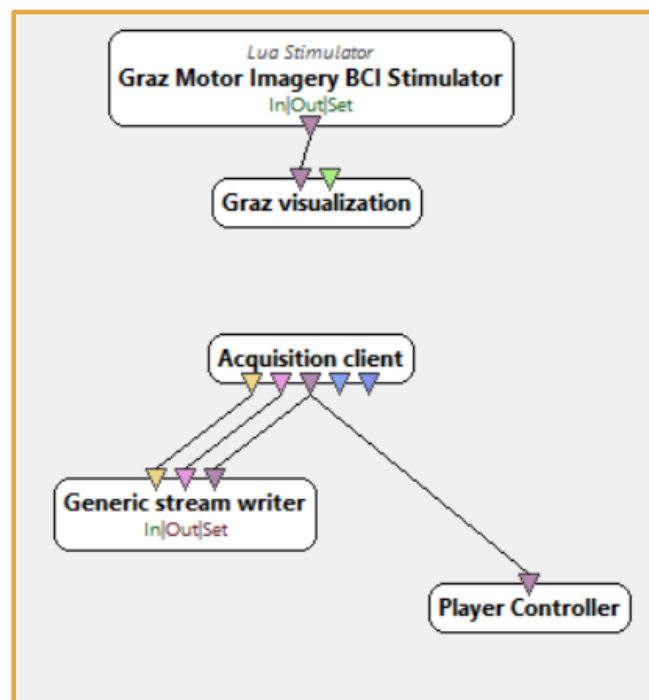 Lua Stimulator
Graz Motor Imagery BCI Stimulator
In|Out|Set
Graz visualization
Acquisition client
Generic stream writer
In|Out|Set
Player Controller